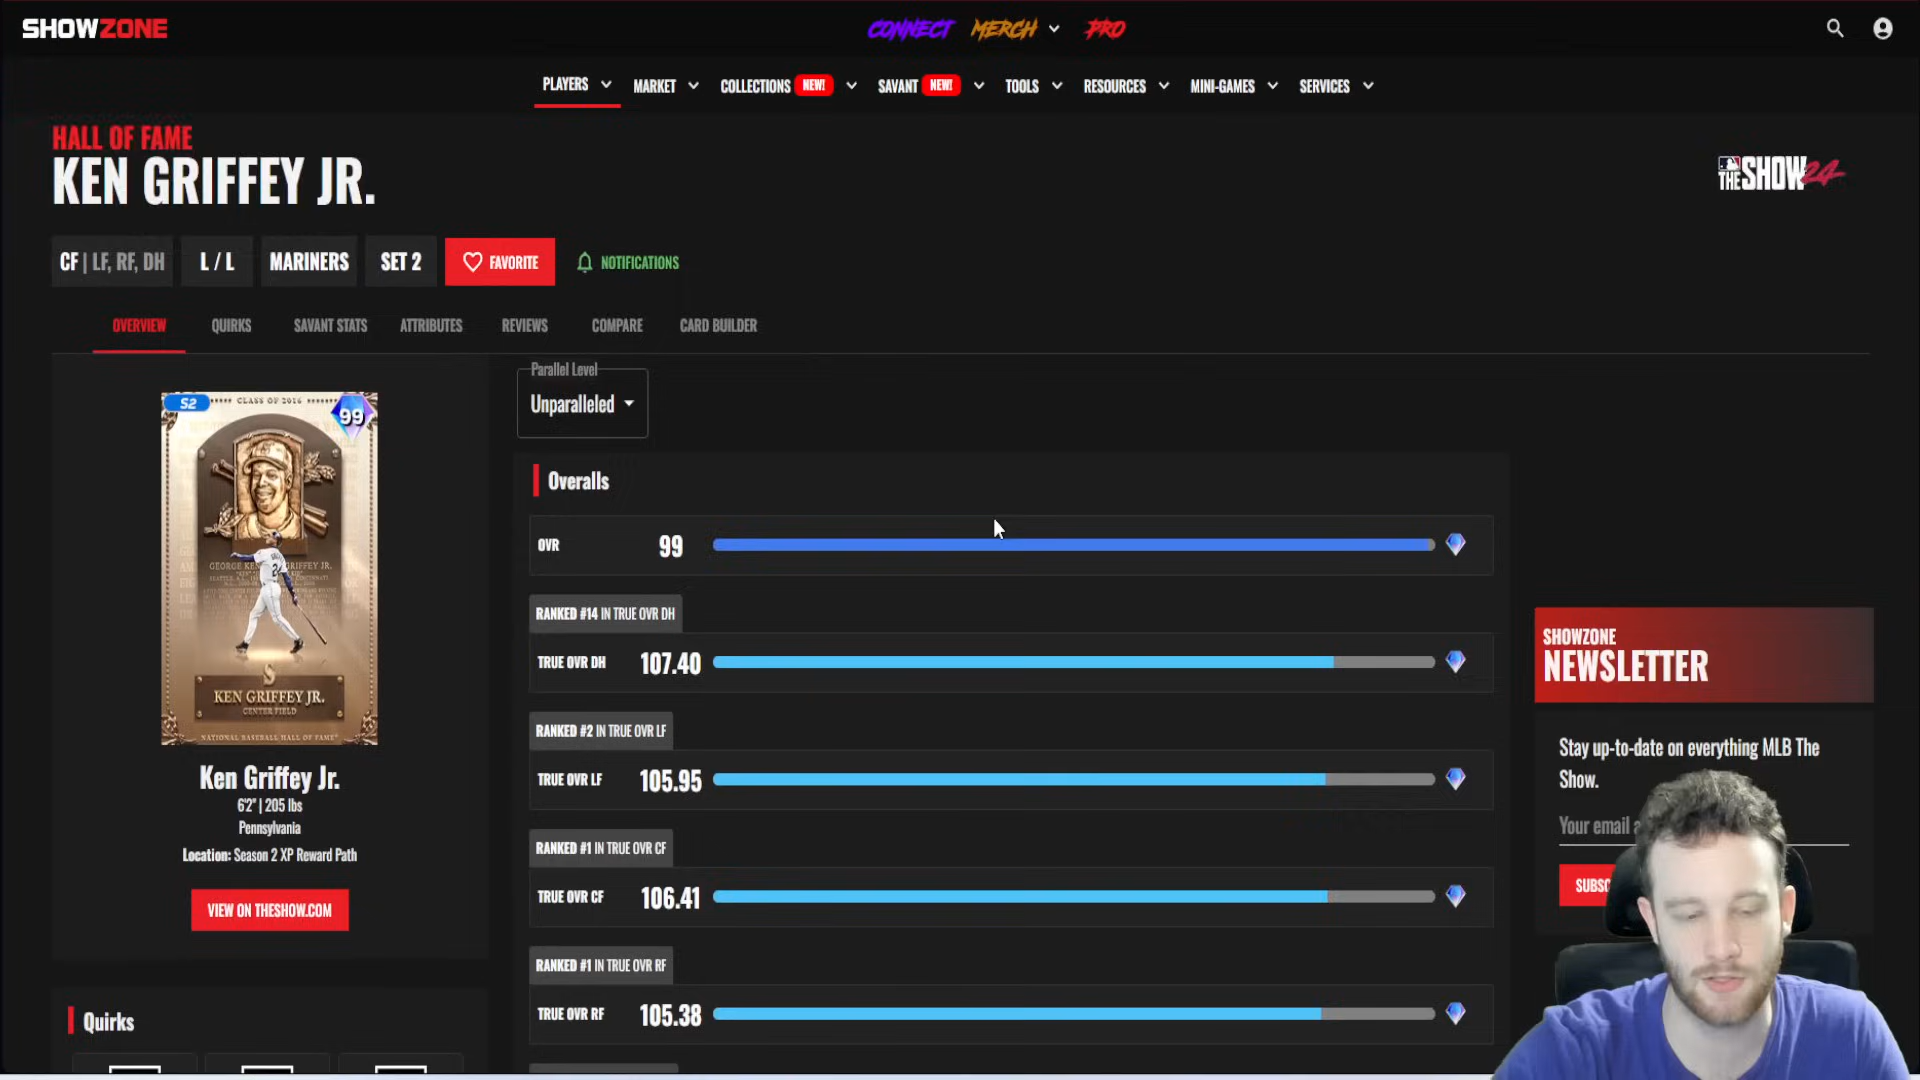 SHOWZONE
CONNECT MERCH PRO
PLAYERS MARKET COLLECTIONS NEW! SAVANT NEW! TOOLS RESOURCES MINI-GAMES SERVICES
HALL OF FAME
KEN GRIFFEY JR.
MLB THE SHOW 24
CF | LF, RF, DH L / L MARINERS SET 2 FAVORITE NOTIFICATIONS
OVERVIEW QUIRKS SAVANT STATS ATTRIBUTES REVIEWS COMPARE CARD BUILDER
Parallel Level
Unparalleled
S2 CLASS OF 2016 99
KEN GRIFFEY JR.
CENTER FIELD
NATIONAL BASEBALL HALL OF FAME
Ken Griffey Jr.
6'2" | 205 lbs
Pennsylvania
Location: Season 2 XP Reward Path
VIEW ON THESHOW.COM
Quirks
Overalls
OVR 99
RANKED #14 IN TRUE OVR DH
TRUE OVR DH 107.40
RANKED #2 IN TRUE OVR LF
TRUE OVR LF 105.95
RANKED #1 IN TRUE OVR CF
TRUE OVR CF 106.41
RANKED #1 IN TRUE OVR RF
TRUE OVR RF 105.38
SHOWZONE
NEWSLETTER
Stay up-to-date on everything MLB The
Show.
Your email a
SUBSC